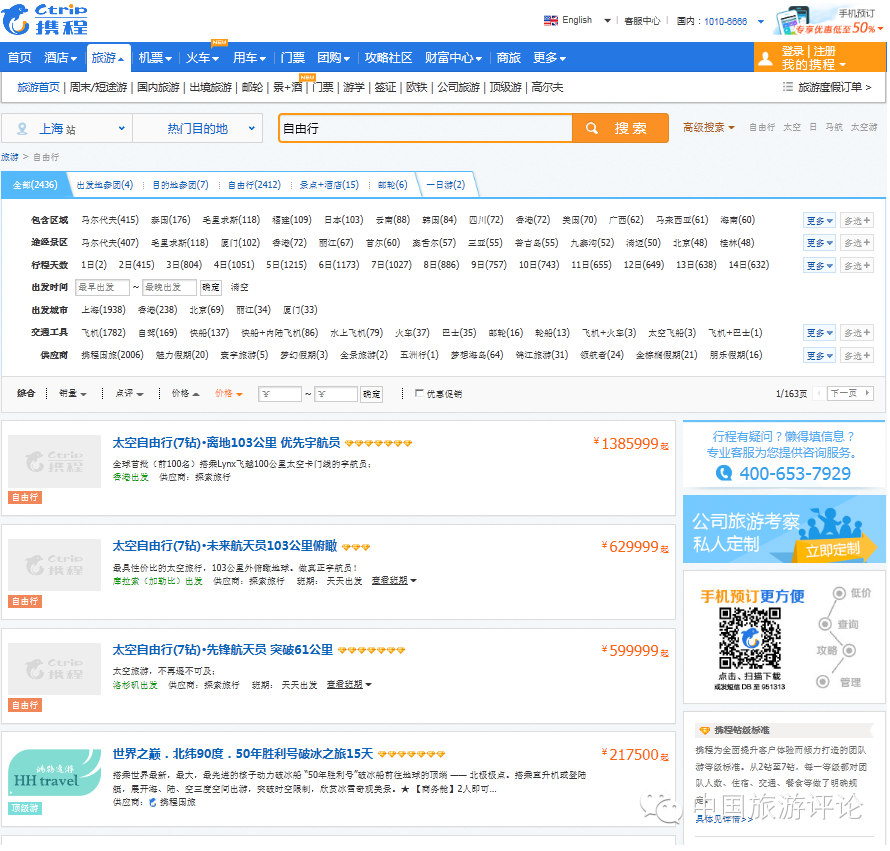 Ctrip
携程
English
客服中心
国内：1010-6666
手机预订
专享优惠低至50%
首页 酒店 旅游 机票 火车 用车 门票 团购 攻略社区 财富中心 商旅 更多
NEW
登录 | 注册
我的携程
旅游首页 | 周末/短途游 | 国内旅游 | 出境旅游 | 邮轮 | 景+酒 | 门票 | 游学 | 签证 | 欧铁 | 公司旅游 | 顶级游 | 高尔夫
NEW
旅游度假订单 >
上海 站
热门目的地
自由行
搜 索
高级搜索
自由行 太空 日 马航 太空游
旅游 > 自由行
全部(2436) 出发地参团(4) 目的地参团(7) 自由行(2412) 景点+酒店(15) 邮轮(6) 一日游(2)
包含区域 马尔代夫(415) 泰国(176) 毛里求斯(118) 福建(109) 日本(103) 云南(88) 韩国(84) 四川(72) 香港(72) 美国(70) 广西(62) 马来西亚(61) 海南(60) 更多 多选+
途经景区 马尔代夫(407) 毛里求斯(118) 厦门(102) 香港(72) 丽江(67) 首尔(60) 塞舌尔(57) 三亚(55) 普吉岛(55) 九寨沟(52) 清迈(50) 北京(48) 桂林(48) 更多 多选+
行程天数 1日(2) 2日(415) 3日(804) 4日(1051) 5日(1215) 6日(1173) 7日(1027) 8日(886) 9日(757) 10日(743) 11日(655) 12日(649) 13日(638) 14日(632) 更多 多选+
出发时间 最早出发 ~ 最晚出发 确定 清空
出发城市 上海(1938) 香港(238) 北京(69) 丽江(34) 厦门(33)
交通工具 飞机(1782) 自驾(169) 快船(137) 快船+内陆飞机(86) 水上飞机(79) 火车(37) 巴士(35) 邮轮(16) 轮船(13) 飞机+火车(3) 太空飞船(3) 飞机+巴士(1) 更多 多选+
供应商 携程国旅(2006) 魅力假期(20) 寰宇旅游(5) 梦幻假期(3) 全景旅游(2) 五洲行(1) 梦想海岛(64) 锦江旅游(31) 领航者(24) 金棕榈假期(21) 朋乐假期(16) 更多 多选+
综合 销量 点评 价格 价格 ¥ ~ ¥ 确定 优惠促销 1/163页 下一页
Ctrip
携程
自由行
太空自由行(7钻)•离地103公里 优先宇航员
¥1385999起
全球首批（前100名）搭乘Lynx飞越100公里太空卡门线的宇航员；
香港出发 供应商：探索旅行
Ctrip
携程
自由行
太空自由行(7钻)•未来航天员103公里俯瞰
¥629999起
最具性价比的太空旅行，103公里外俯瞰地球。做真正宇航员！
库拉索（加勒比）出发 供应商：探索旅行 班期： 天天出发 查看班期
Ctrip
携程
自由行
太空自由行(7钻)•先锋航天员 突破61公里
¥599999起
太空旅游，不再遥不可及；
洛杉矶出发 供应商：探索旅行 班期： 天天出发 查看班期
鸿鹄逸游
HH travel
顶级游
世界之巅．北纬90度．50年胜利号破冰之旅15天
¥217500起
搭乘世界最新，最大，最先进的核子动力破冰船“50年胜利号”破冰船前往地球的顶端 —— 北极极点。搭乘直升机或登陆
艇，展开海、陆、空三度空间出游，突破时空限制，欣赏冰雪奇观美景。★【商务舱】2人即可...
供应商： 携程国旅
行程有疑问？懒得填信息？
专业客服为您提供咨询服务。
400-653-7929
公司旅游考察
私人定制
立即定制
手机预订更方便
低价
查询
攻略
管理
点击、扫描下载
或发短信 DB 至 951313
携程钻级标准
携程为全面提升客户体验而倾力打造的团队
游等级标准。从2钻至7钻，每一等级都对团
队人数、住宿、交通、餐食等做了明确规
定。
具体见详情>>
中国旅游评论